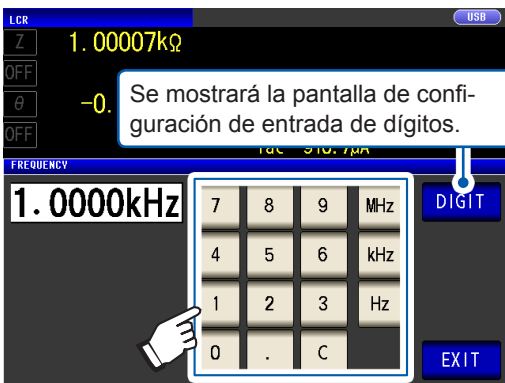 LCR
USB
Z 1.00007kΩ
OFF
θ -0.
OFF
Se mostrará la pantalla de confi-
guración de entrada de dígitos.
FREQUENCY
1.0000kHz
7 8 9 MHz
DIGIT
4 5 6 kHz
1 2 3 Hz
0 . C
EXIT